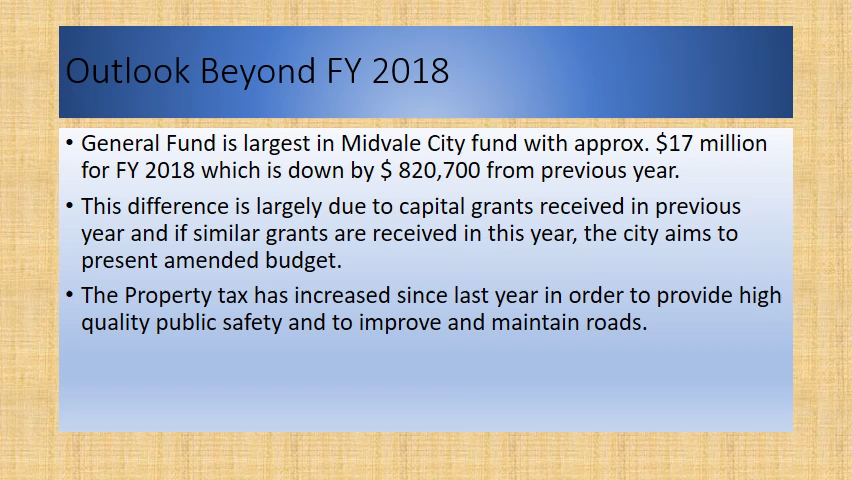 Outlook Beyond FY 2018
• General Fund is largest in Midvale City fund with approx. $17 million
for FY 2018 which is down by $ 820,700 from previous year.
• This difference is largely due to capital grants received in previous
year and if similar grants are received in this year, the city aims to
present amended budget.
• The Property tax has increased since last year in order to provide high
quality public safety and to improve and maintain roads.